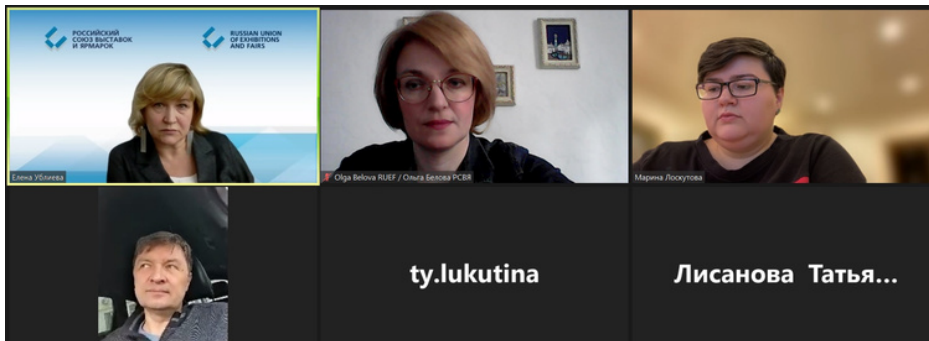 РОССИЙСКИЙ
СОЮЗ ВЫСТАВОК
И ЯРМАРОК
RUSSIAN UNION
OF EXHIBITIONS
AND FAIRS
Елена Ублиева
Olga Belova RUEF / Ольга Белова РСВЯ
Марина Лоскутова
ty.lukutina
Лисанова Татья...